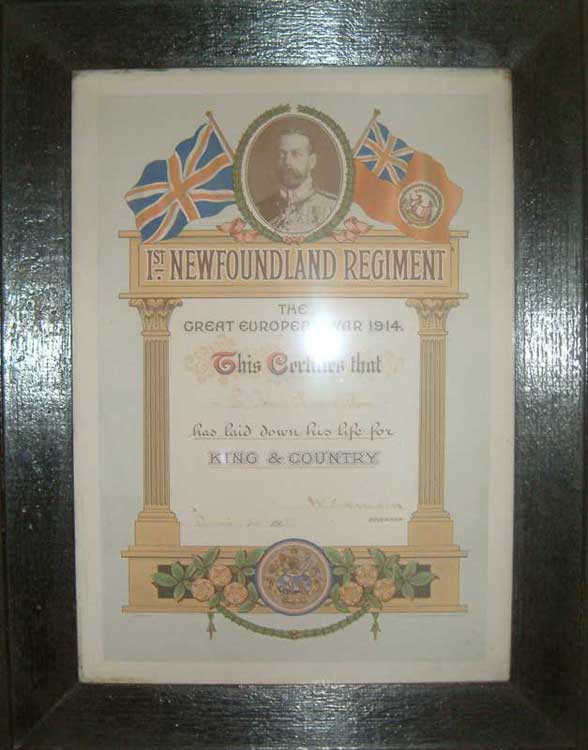 1ST NEWFOUNDLAND REGIMENT
THE
GREAT EUROPEAN WAR 1914.
This Certifies that
has laid down his life for
KING & COUNTRY
GOVERNOR